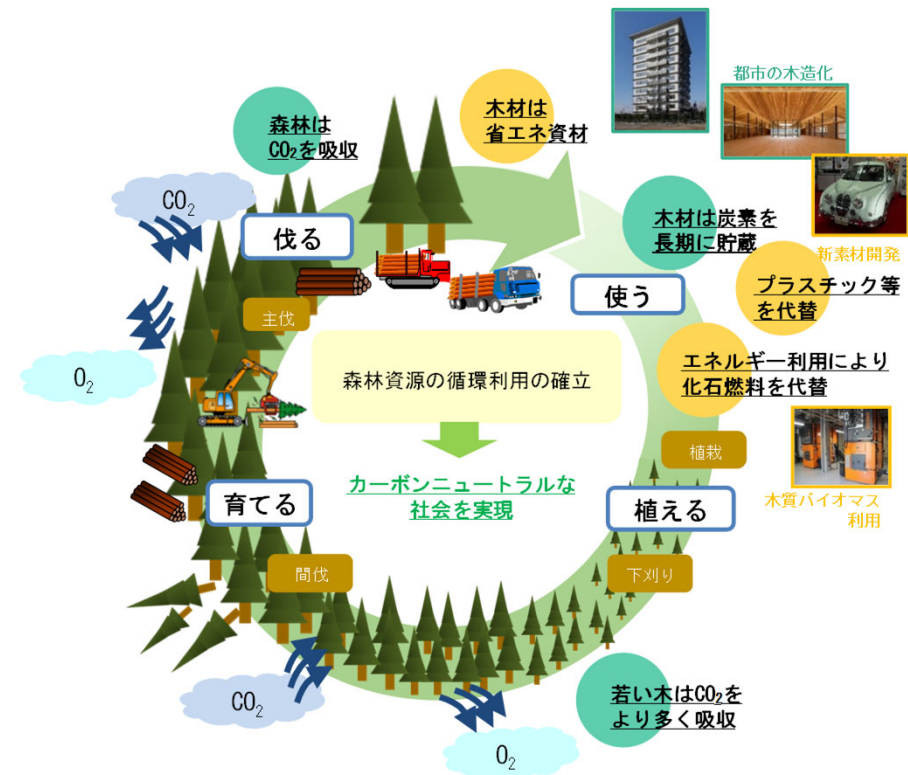 都市の木造化
木材は
省エネ資材
森林は
CO₂を吸収
CO₂
伐る
木材は炭素を
長期に貯蔵
新素材開発
使う
プラスチック等
を代替
主伐
O₂
森林資源の循環利用の確立
エネルギー利用により
化石燃料を代替
植栽
カーボンニュートラルな
社会を実現
育てる
植える
木質バイオマス
利用
間伐
下刈り
CO₂
若い木はCO₂を
より多く吸収
O₂